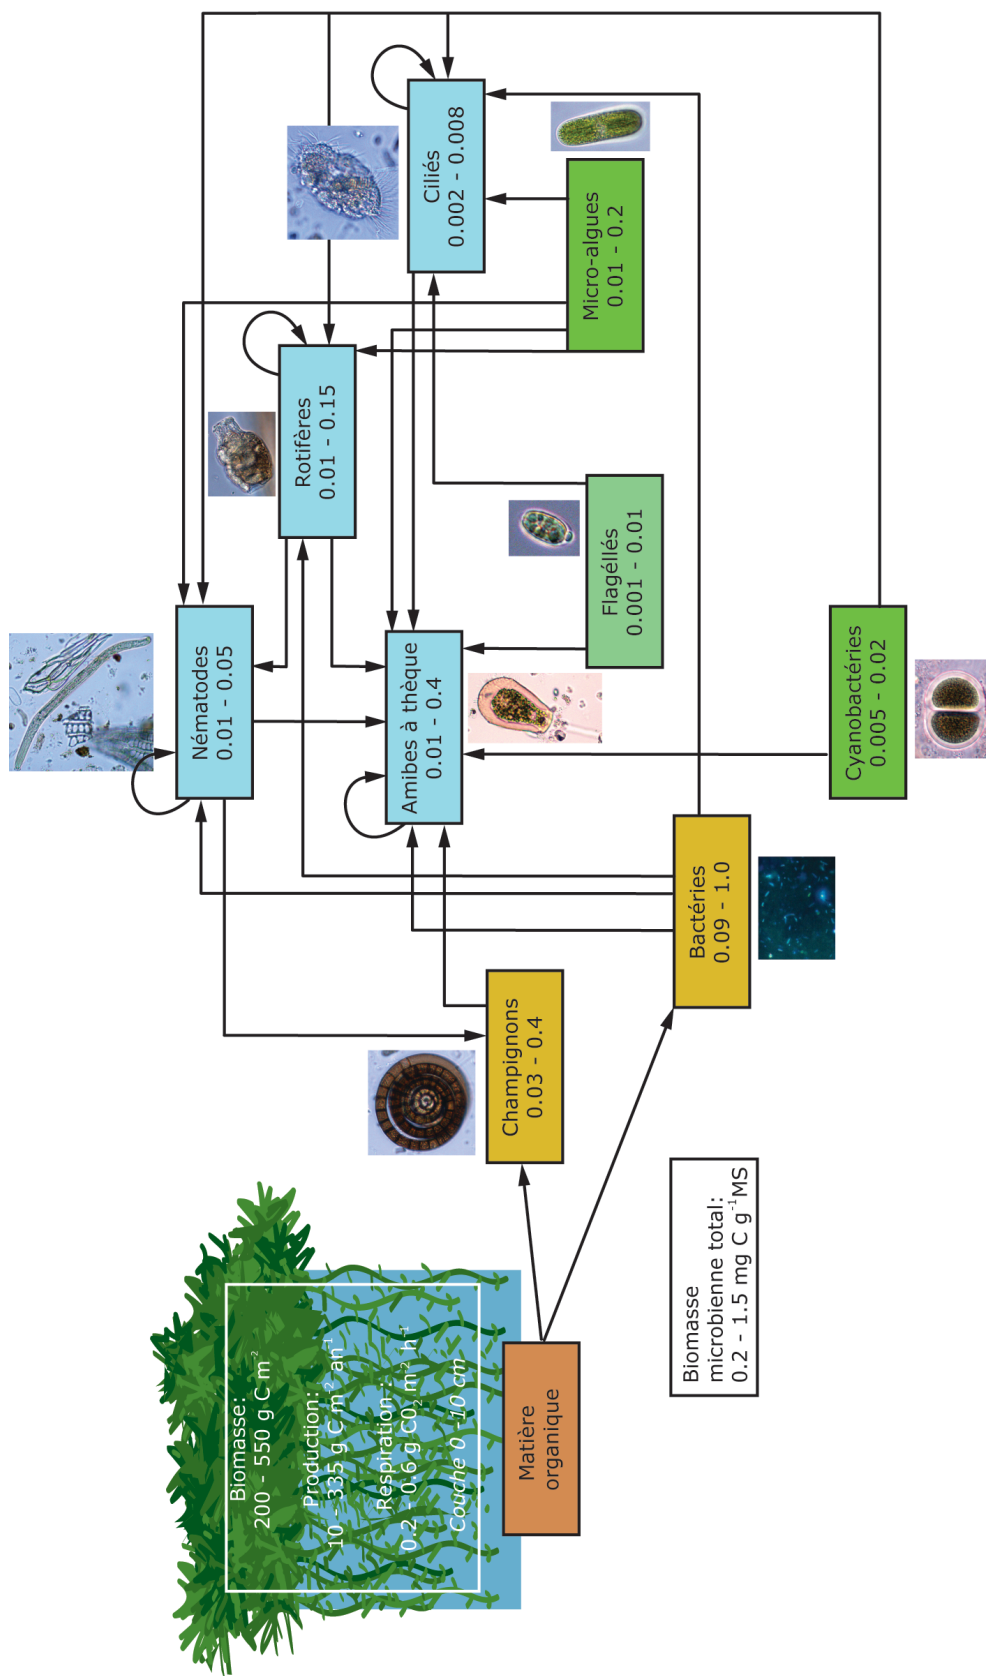 Biomasse:
200 - 550 g C m⁻²
Production:
10 - 335 g C m⁻² an⁻¹
Respiration :
0.2 - 0.6 g CO₂ m⁻² h⁻¹
Couche 0 -10 cm
Matière
organique
Biomasse
microbienne total:
0.2 - 1.5 mg C g⁻¹MS
Champignons
0.03 - 0.4
Bactéries
0.09 - 1.0
Nématodes
0.01 - 0.05
Amibes à thèque
0.01 - 0.4
Cyanobactéries
0.005 - 0.02
Flagéllés
0.001 - 0.01
Rotifères
0.01 - 0.15
Micro-algues
0.01 - 0.2
Ciliés
0.002 - 0.008